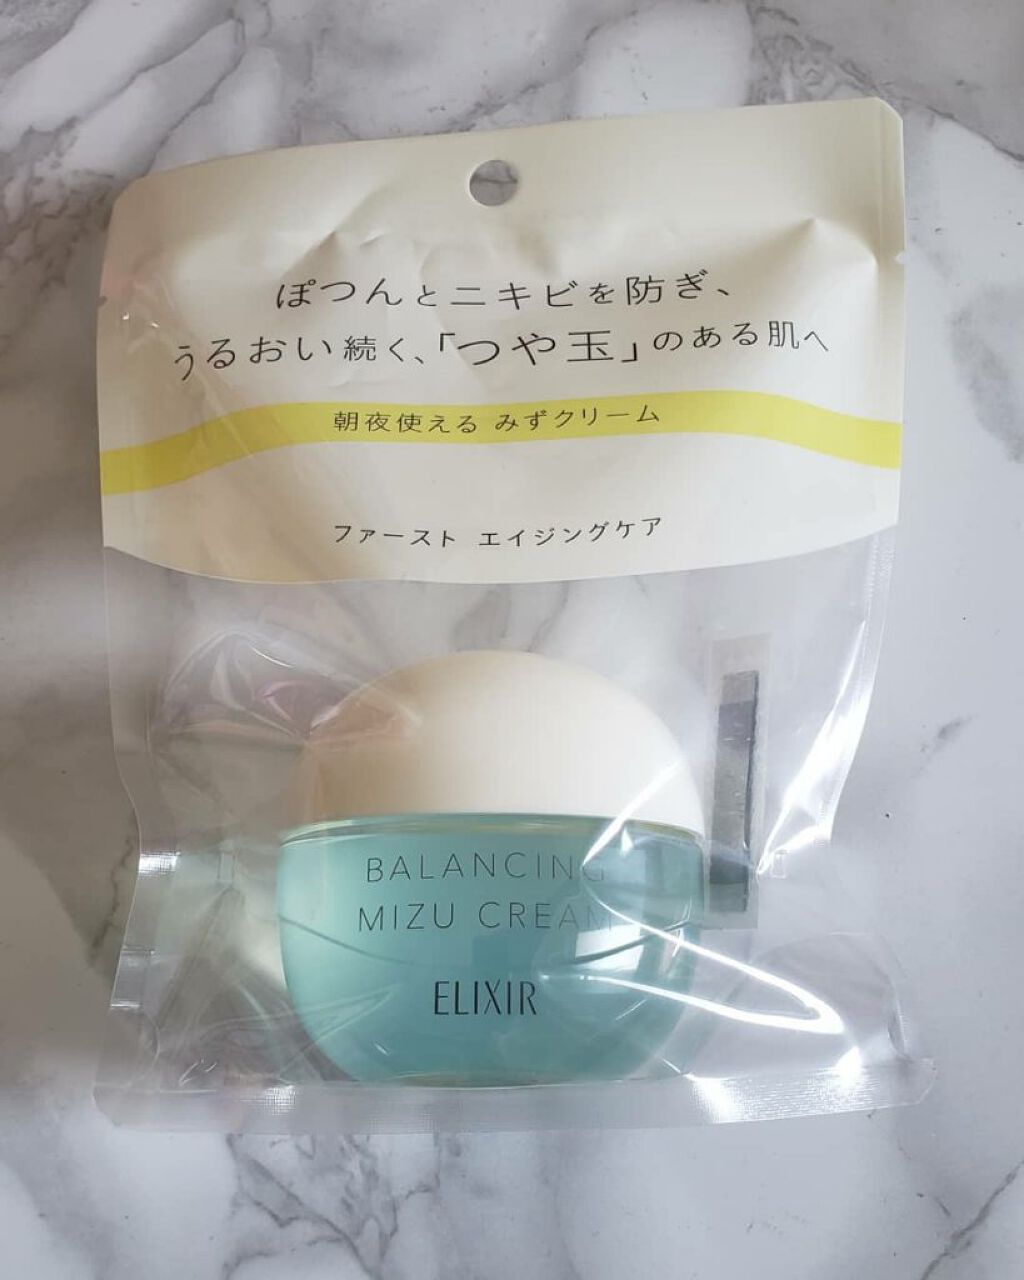 ぽつんとニキビを防ぎ、
うるおい続く、「つや玉」のある肌へ
朝夜使える みずクリーム
ファースト エイジングケア
BALANCING
MIZU CREAM
ELIXIR